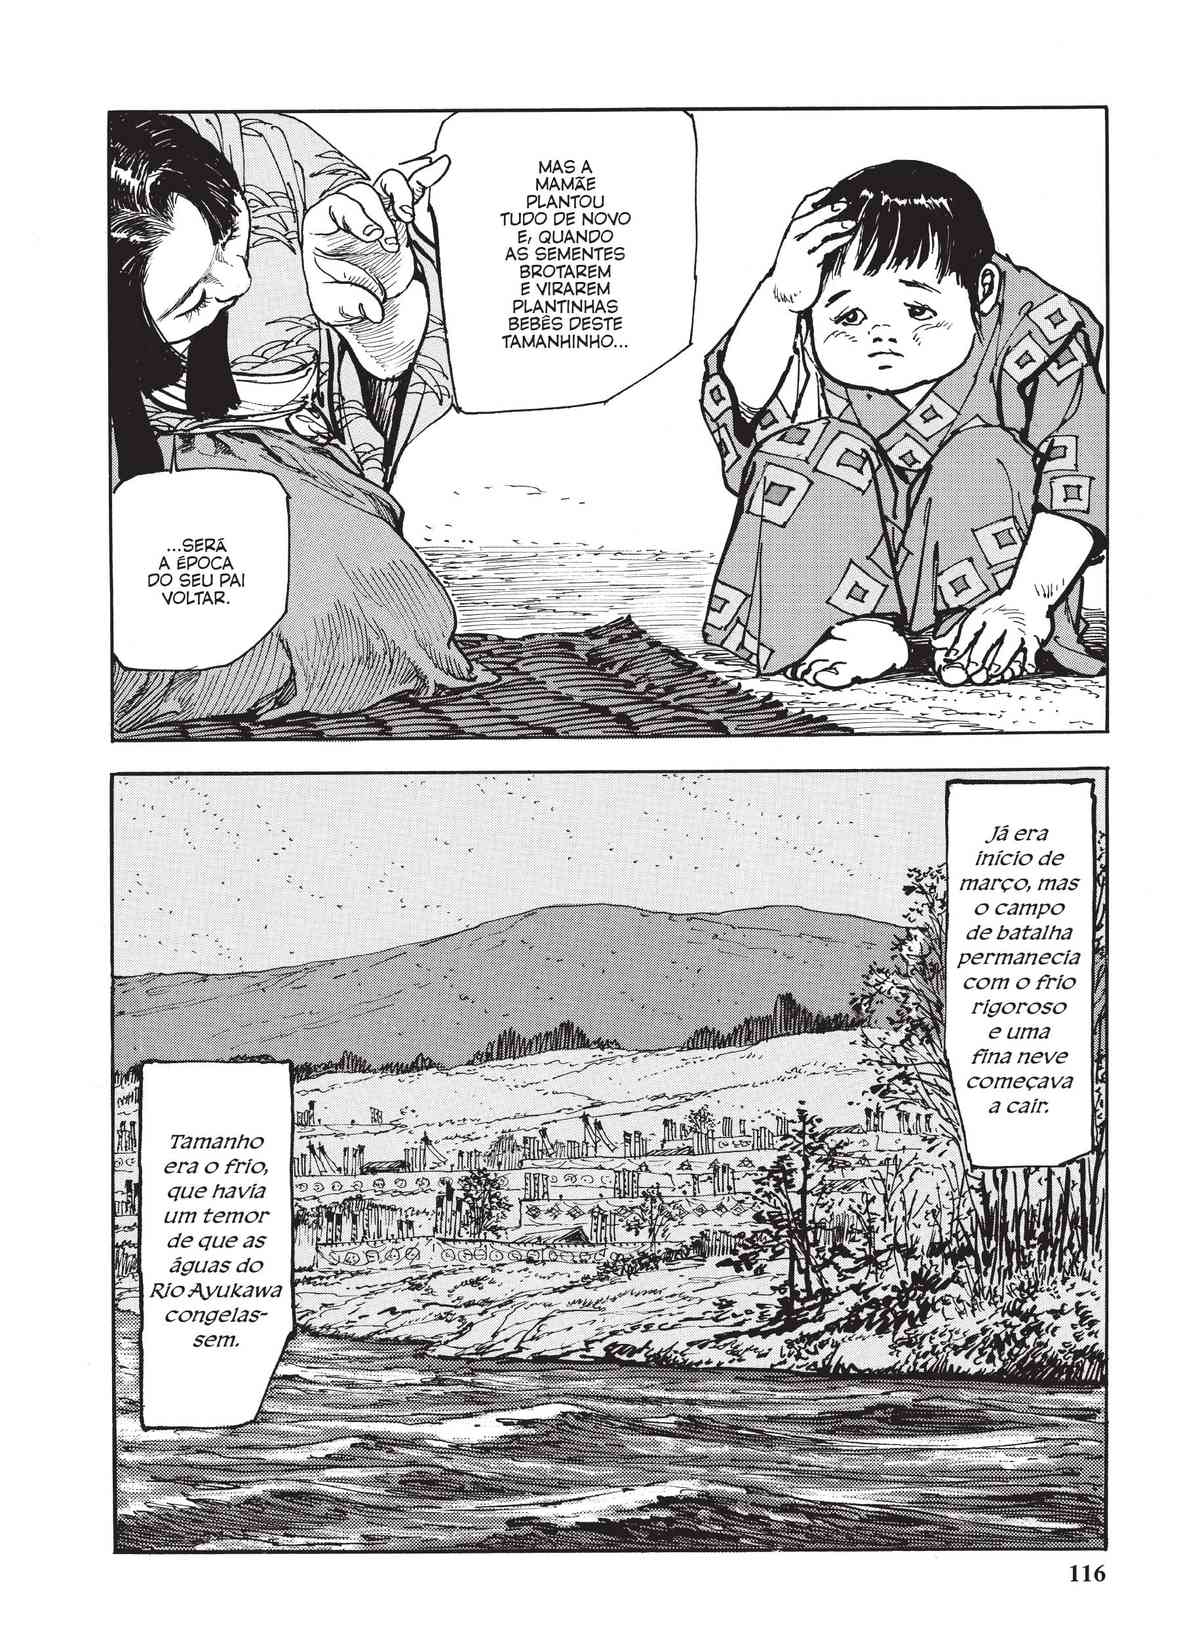 MAS A
MAMÃE
PLANTOU
TUDO DE NOVO
E, QUANDO
AS SEMENTES
BROTAREM
E VIRAREM
PLANTINHAS
BEBÊS DESTE
TAMANHINHO...
...SERÁ
A ÉPOCA
DO SEU PAI
VOLTAR.
Já era
início de
março, mas
o campo
de batalha
permanecia
com o frio
rigoroso
e uma
fina neve
começava
a cair.
Tamanho
era o frio,
que havia
um temor
de que as
águas do
Rio Ayukawa
congelas-
sem.
116